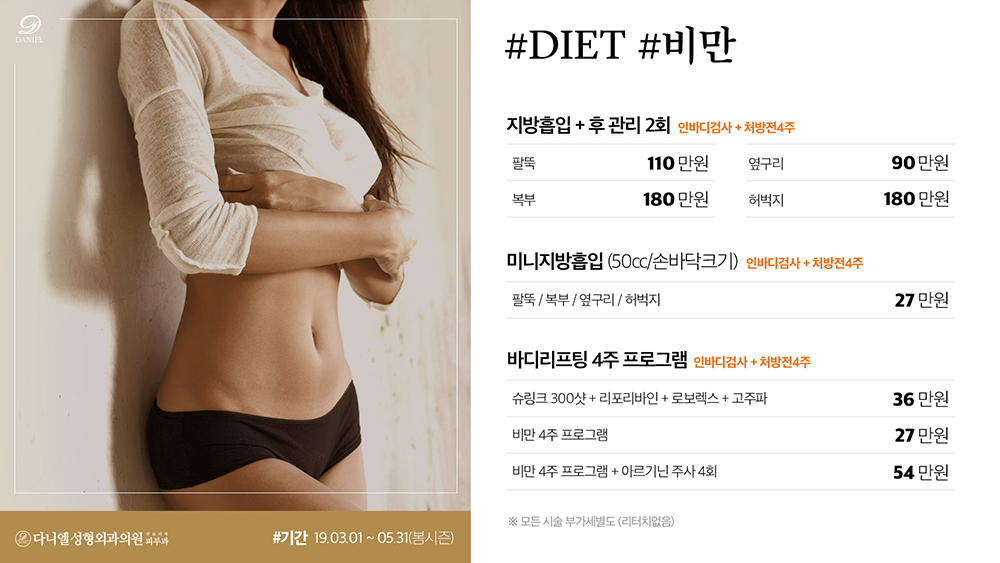 DANIEL
#DIET #비만
지방흡입 + 후 관리 2회 인바디검사 + 처방전4주
팔뚝 110 만원 옆구리 90 만원
복부 180 만원 허벅지 180 만원
미니지방흡입 (50cc/손바닥크기) 인바디검사 + 처방전4주
팔뚝 / 복부 / 옆구리 / 허벅지 27 만원
바디리프팅 4주 프로그램 인바디검사 + 처방전4주
슈링크 300샷 + 리포리바인 + 로보렉스 + 고주파 36 만원
비만 4주 프로그램 27 만원
비만 4주 프로그램 + 아르기닌 주사 4회 54 만원
※ 모든 시술 부가세별도 (리터치없음)
다니엘성형외과의원 피부과
#기간 19.03.01 ~ 05.31(봄시즌)